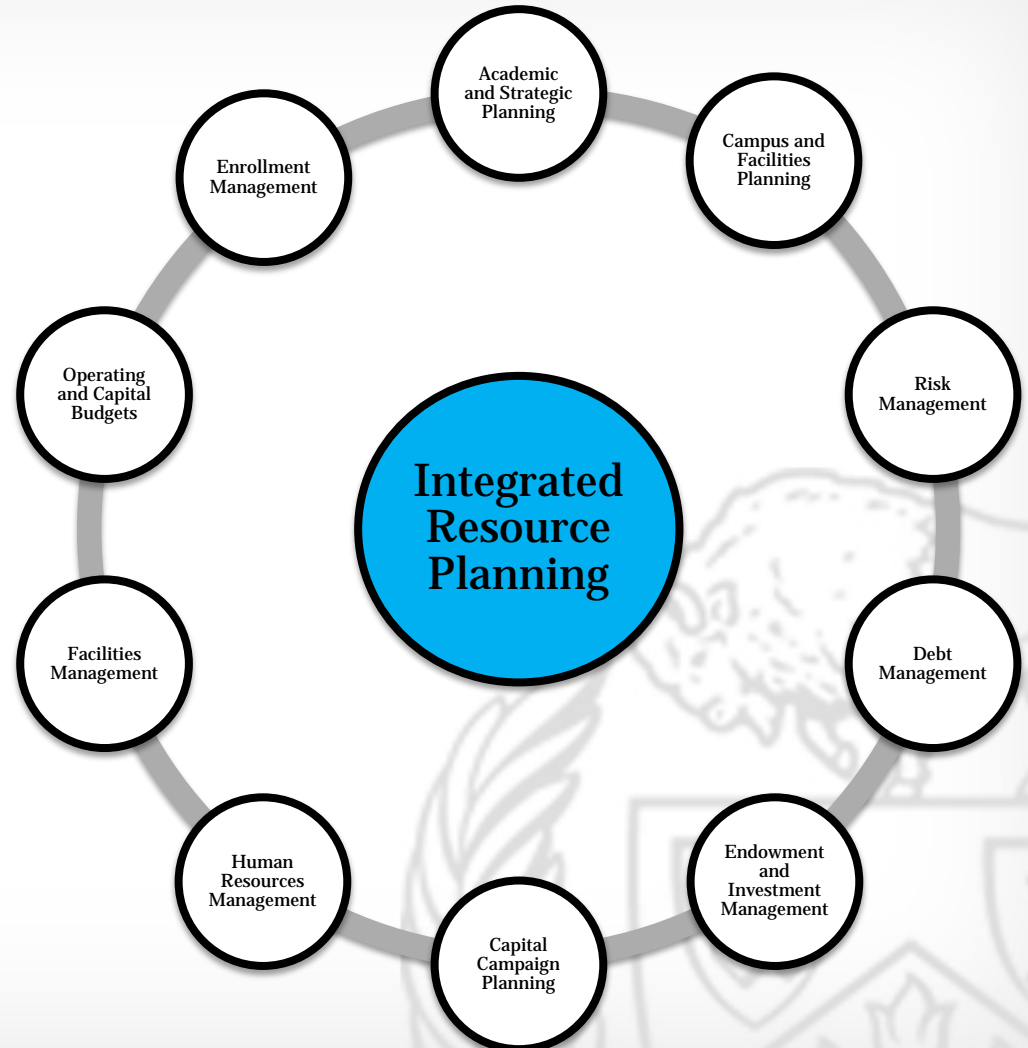 Academic
and Strategic
Planning
Campus and
Facilities
Planning
Risk
Management
Debt
Management
Endowment
and
Investment
Management
Capital
Campaign
Planning
Human
Resources
Management
Facilities
Management
Operating
and Capital
Budgets
Enrollment
Management
Integrated
Resource
Planning